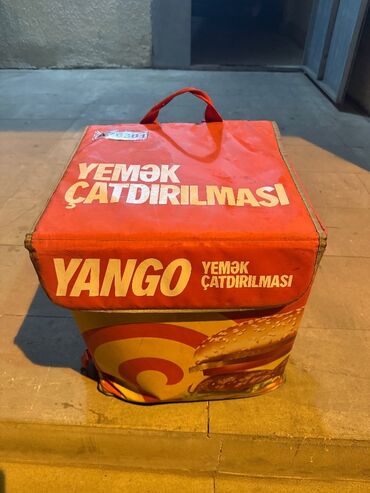 YEMƏK
ÇATDIRILMASI
YANGO
YEMƏK
ÇATDIRILMASI